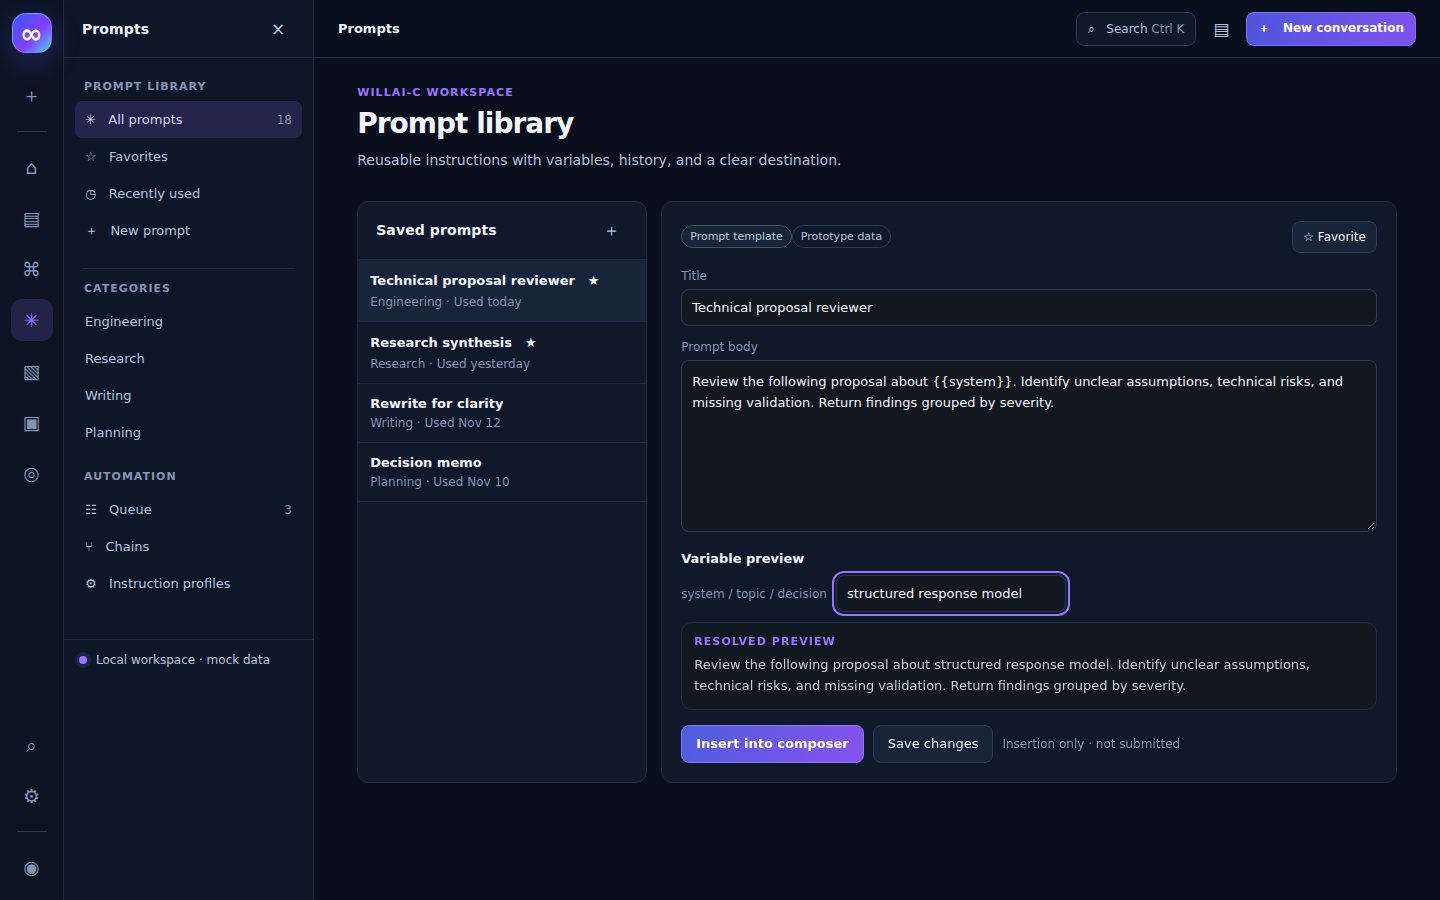 Prompts
×
PROMPT LIBRARY
All prompts 18
Favorites
Recently used
+ New prompt
CATEGORIES
Engineering
Research
Writing
Planning
AUTOMATION
Queue 3
Chains
Instruction profiles
Local workspace · mock data
Prompts
Search Ctrl K
+ New conversation
WILLAI-C WORKSPACE
Prompt library
Reusable instructions with variables, history, and a clear destination.
Saved prompts +
Technical proposal reviewer ★
Engineering · Used today
Research synthesis ★
Research · Used yesterday
Rewrite for clarity
Writing · Used Nov 12
Decision memo
Planning · Used Nov 10
Prompt template Prototype data
☆ Favorite
Title
Technical proposal reviewer
Prompt body
Review the following proposal about {{system}}. Identify unclear assumptions, technical risks, and
missing validation. Return findings grouped by severity.
Variable preview
system / topic / decision structured response model
RESOLVED PREVIEW
Review the following proposal about structured response model. Identify unclear assumptions,
technical risks, and missing validation. Return findings grouped by severity.
Insert into composer Save changes Insertion only · not submitted